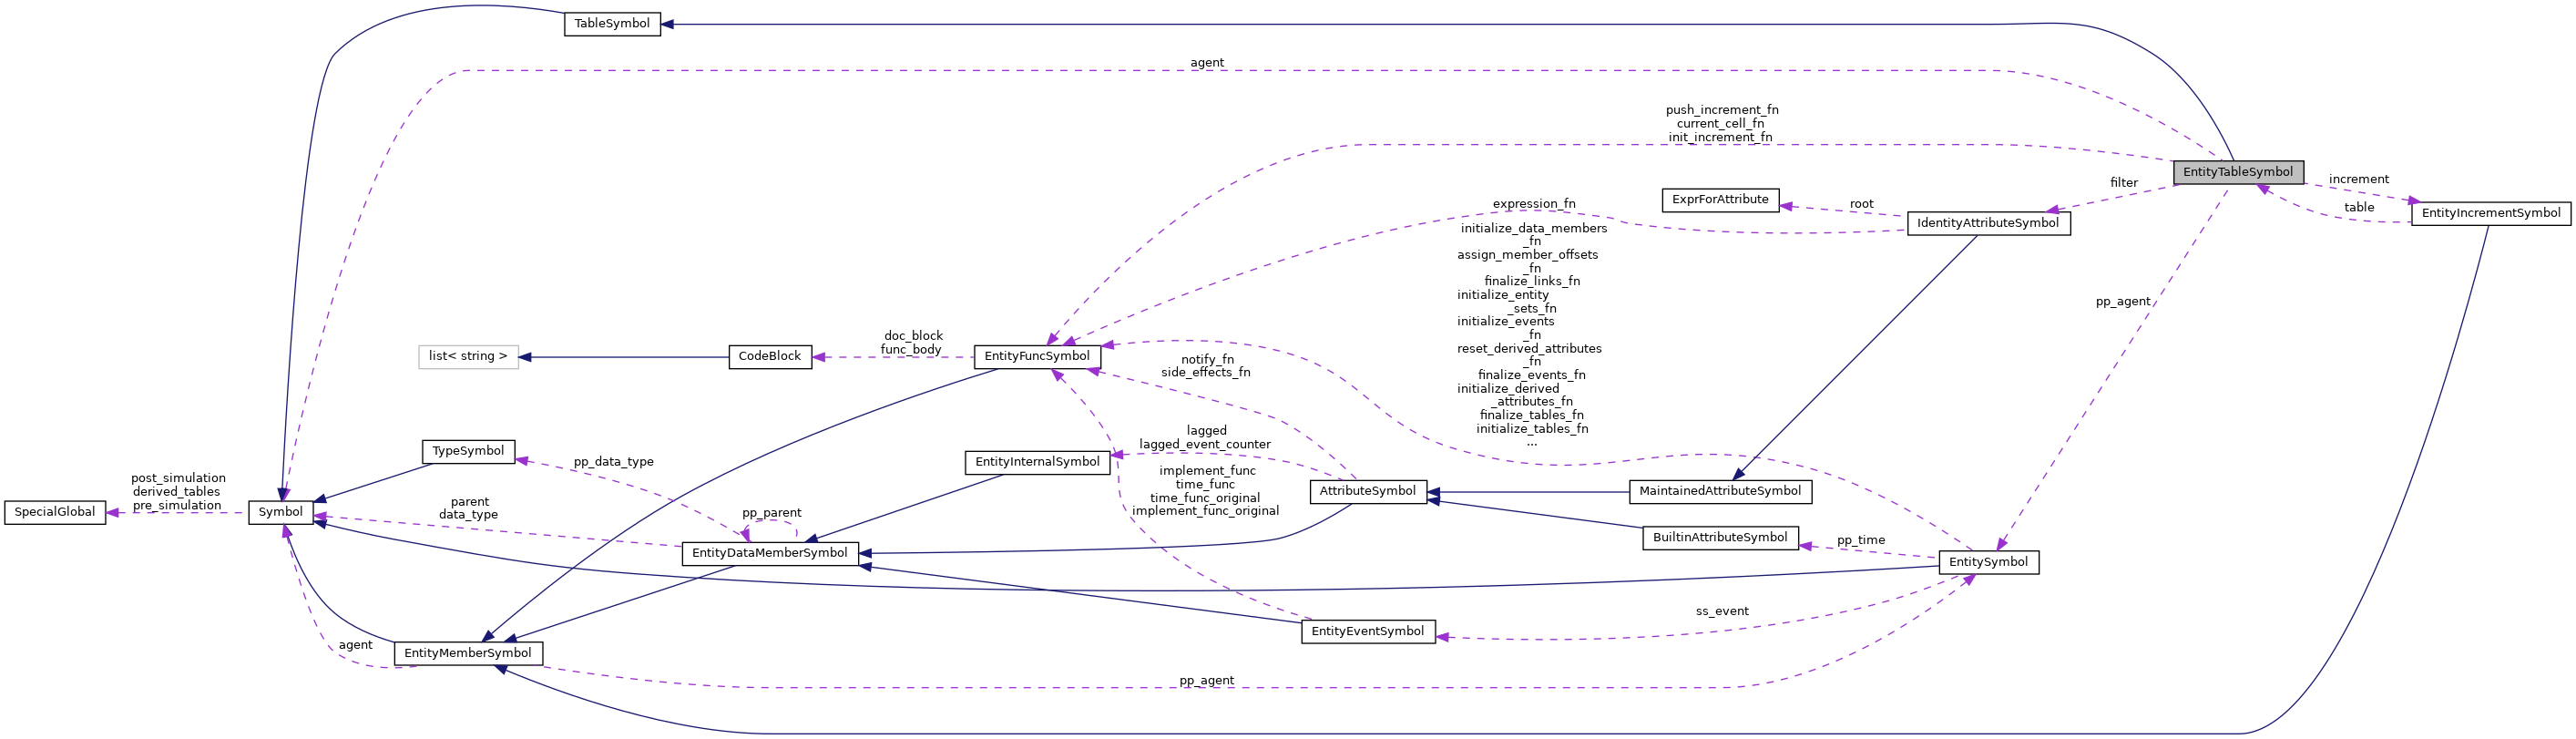 TableSymbol
agent
push_increment_fn
current_cell_fn
init_increment_fn
EntityTableSymbol
filter
increment
ExprForAttribute
root
expression_fn
table
EntityIncrementSymbol
IdentityAttributeSymbol
initialize_data_members
_fn
assign_member_offsets
_fn
finalize_links_fn
initialize_entity
_sets_fn
initialize_events
_fn
reset_derived_attributes
_fn
finalize_events_fn
initialize_derived
_attributes_fn
finalize_tables_fn
initialize_tables_fn
...
pp_agent
list< string >
CodeBlock
doc_block
func_body
EntityFuncSymbol
notify_fn
side_effects_fn
TypeSymbol
pp_data_type
EntityInternalSymbol
lagged
lagged_event_counter
implement_func
time_func
time_func_original
implement_func_original
AttributeSymbol
MaintainedAttributeSymbol
SpecialGlobal
post_simulation
derived_tables
pre_simulation
Symbol
parent
data_type
pp_parent
EntityDataMemberSymbol
BuiltinAttributeSymbol
pp_time
EntitySymbol
ss_event
EntityEventSymbol
agent
EntityMemberSymbol
pp_agent